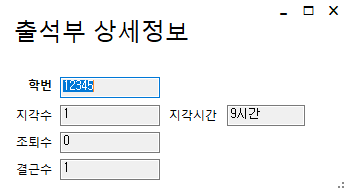 출석부 상세정보
학번 12345
지각수 1 지각시간 9시간
조퇴수 0
결근수 1